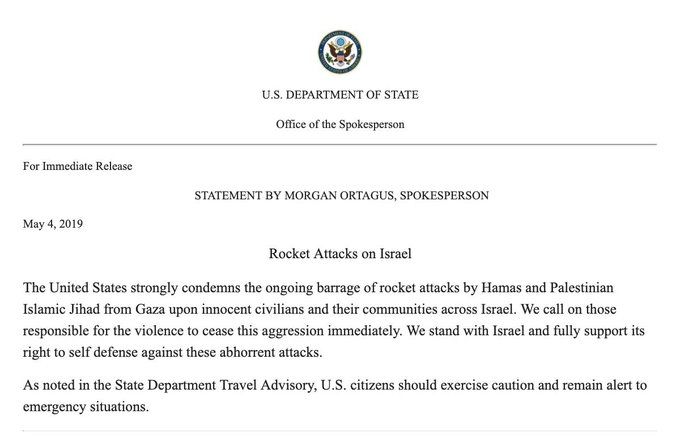 U.S. DEPARTMENT OF STATE
Office of the Spokesperson
For Immediate Release
STATEMENT BY MORGAN ORTAGUS, SPOKESPERSON
May 4, 2019
Rocket Attacks on Israel
The United States strongly condemns the ongoing barrage of rocket attacks by Hamas and Palestinian
Islamic Jihad from Gaza upon innocent civilians and their communities across Israel. We call on those
responsible for the violence to cease this aggression immediately. We stand with Israel and fully support its
right to self defense against these abhorrent attacks.
As noted in the State Department Travel Advisory, U.S. citizens should exercise caution and remain alert to
emergency situations.